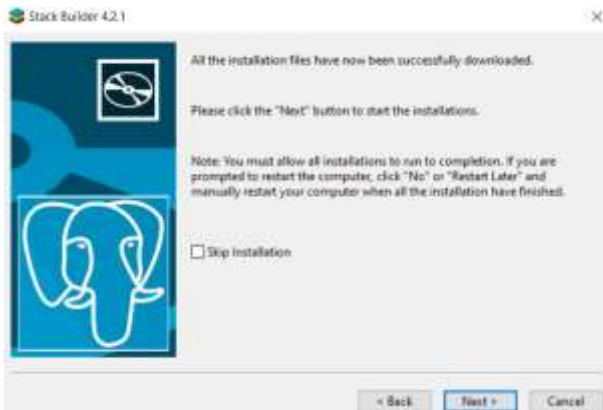 Stack Builder 4.2.1
All the installation files have now been successfully downloaded.
Please click the "Next" button to start the installations.
Note: You must allow all installations to run to completion. If you are
prompted to restart the computer, click "No" or "Restart Later" and
manually restart your computer when all the installation have finished.
Skip Installation
< Back
Next >
Cancel